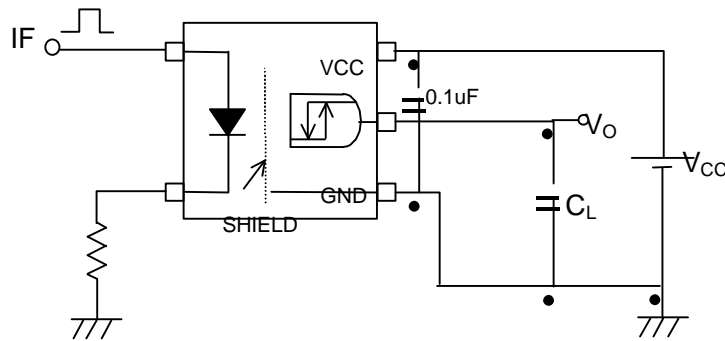 IF
VCC
0.1uF
VO
VCC
GND
CL
SHIELD